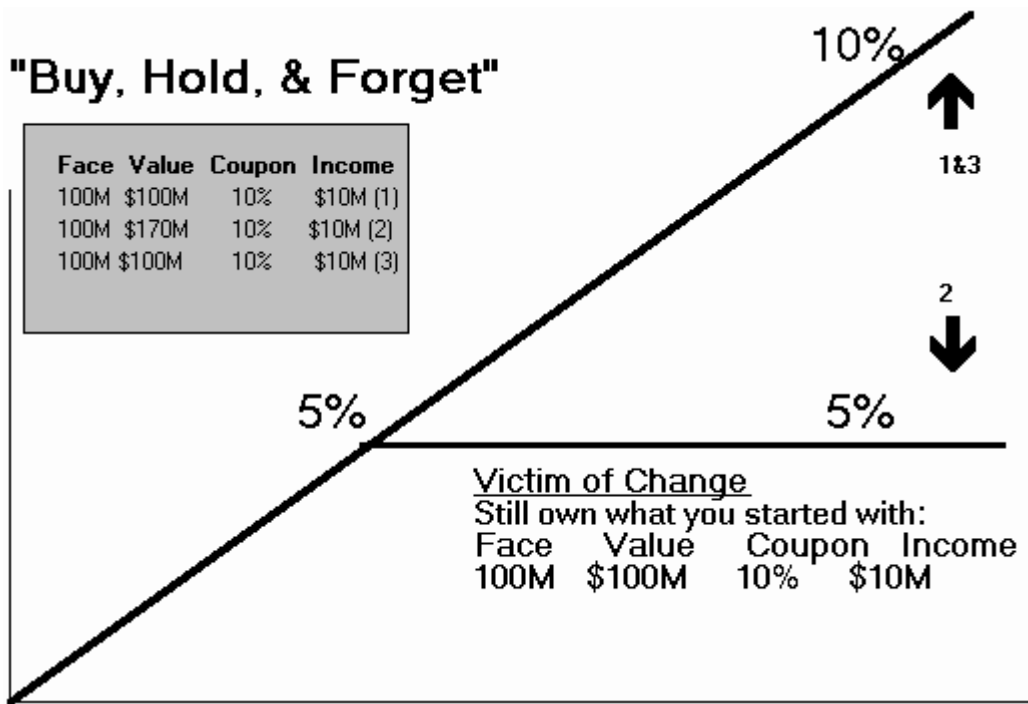 10%
"Buy, Hold, & Forget"
Face Value Coupon Income
100M $100M 10% $10M (1)
100M $170M 10% $10M (2)
100M $100M 10% $10M (3)
1&3
2
5%
5%
Victim of Change
Still own what you started with:
Face Value Coupon Income
100M $100M 10% $10M